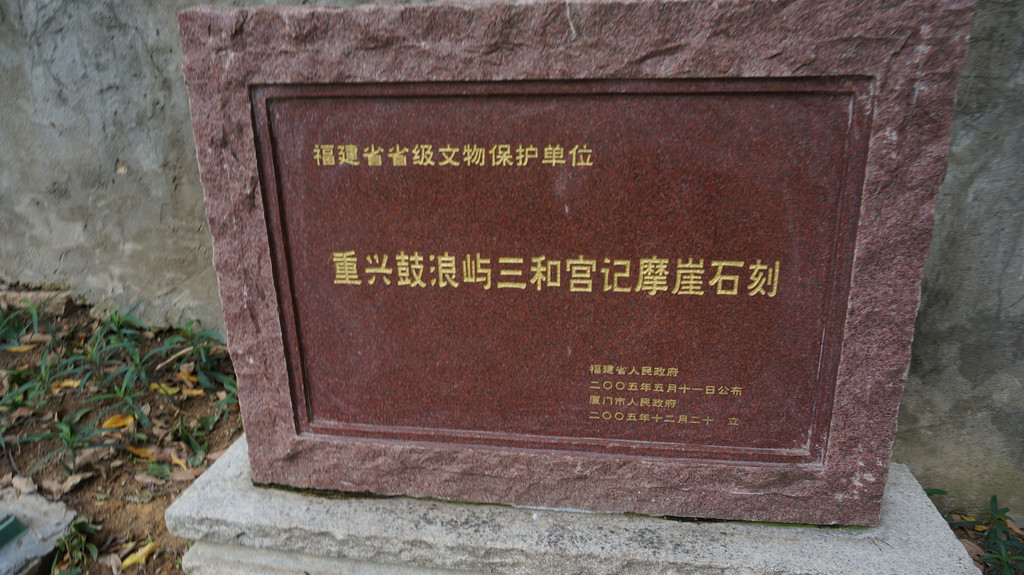 福建省省级文物保护单位
重兴鼓浪屿三和宫记摩崖石刻
福建省人民政府
二〇〇五年五月十一日公布
厦门市人民政府
二〇〇五年十二月二十 立